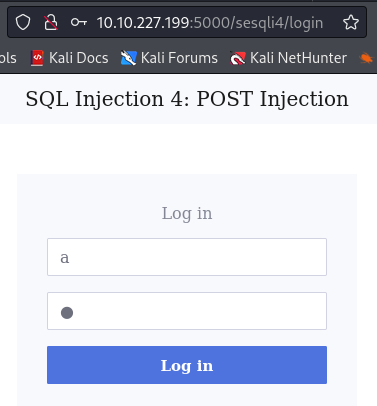 10.10.227.199:5000/sesqli4/login
ols Kali Docs Kali Forums Kali NetHunter
SQL Injection 4: POST Injection
Log in
a
Log in